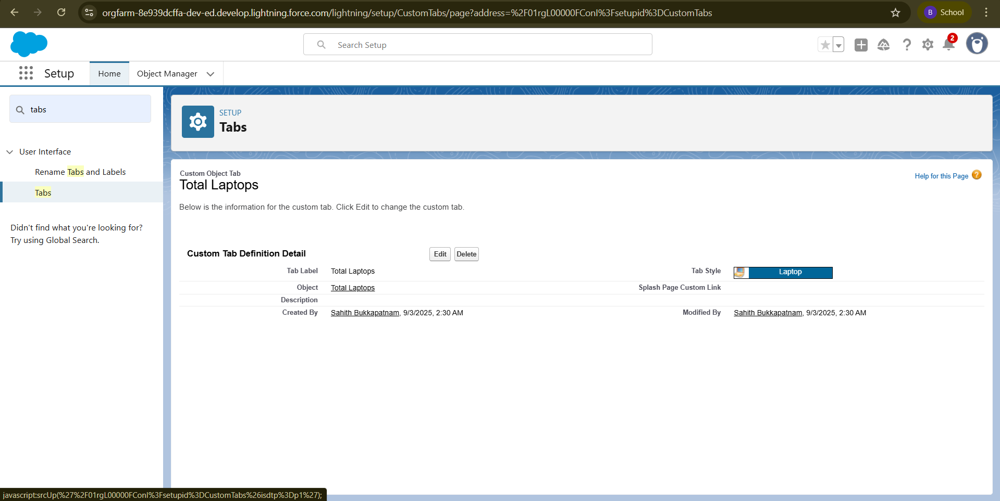 orgfarm-8e939dcffa-dev-ed.develop.lightning.force.com/lightning/setup/CustomTabs/page?address=%2F01rgL00000FConI%3Fsetupid%3DCustomTabs
B School
Search Setup
2
Setup Home Object Manager
tabs
User Interface
Rename Tabs and Labels
Tabs
Didn't find what you're looking for?
Try using Global Search.
SETUP
Tabs
Custom Object Tab
Total Laptops
Help for this Page ?
Below is the information for the custom tab. Click Edit to change the custom tab.
Custom Tab Definition Detail Edit Delete
Tab Label Total Laptops Tab Style Laptop
Object Total Laptops Splash Page Custom Link
Description
Created By Sahith Bukkapatnam, 9/3/2025, 2:30 AM Modified By Sahith Bukkapatnam, 9/3/2025, 2:30 AM
javascript:srcUp(%27%2F01rgL00000FConI%3Fsetupid%3DCustomTabs%26isdtp%3Dp1%27);